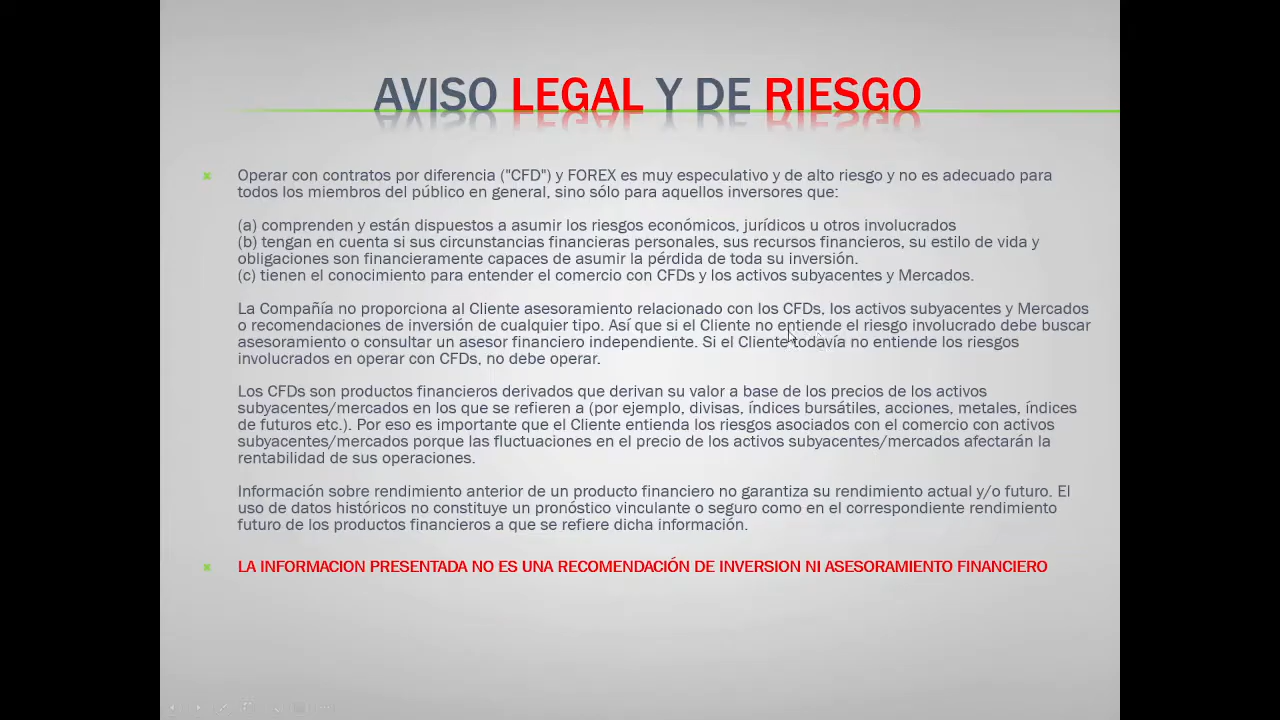 AVISO LEGAL Y DE RIESGO
Operar con contratos por diferencia ("CFD") y FOREX es muy especulativo y de alto riesgo y no es adecuado para
todos los miembros del público en general, sino sólo para aquellos inversores que:
(a) comprenden y están dispuestos a asumir los riesgos económicos, jurídicos u otros involucrados
(b) tengan en cuenta si sus circunstancias financieras personales, sus recursos financieros, su estilo de vida y
obligaciones son financieramente capaces de asumir la pérdida de toda su inversión.
(c) tienen el conocimiento para entender el comercio con CFDs y los activos subyacentes y Mercados.
La Compañía no proporciona al Cliente asesoramiento relacionado con los CFDs, los activos subyacentes y Mercados
o recomendaciones de inversión de cualquier tipo. Así que si el Cliente no entiende el riesgo involucrado debe buscar
asesoramiento o consultar un asesor financiero independiente. Si el Cliente todavía no entiende los riesgos
involucrados en operar con CFDs, no debe operar.
Los CFDs son productos financieros derivados que derivan su valor a base de los precios de los activos
subyacentes/mercados en los que se refieren a (por ejemplo, divisas, índices bursátiles, acciones, metales, índices
de futuros etc.). Por eso es importante que el Cliente entienda los riesgos asociados con el comercio con activos
subyacentes/mercados porque las fluctuaciones en el precio de los activos subyacentes/mercados afectarán la
rentabilidad de sus operaciones.
Información sobre rendimiento anterior de un producto financiero no garantiza su rendimiento actual y/o futuro. El
uso de datos históricos no constituye un pronóstico vinculante o seguro como en el correspondiente rendimiento
futuro de los productos financieros a que se refiere dicha información.
LA INFORMACION PRESENTADA NO ES UNA RECOMENDACIÓN DE INVERSION NI ASESORAMIENTO FINANCIERO